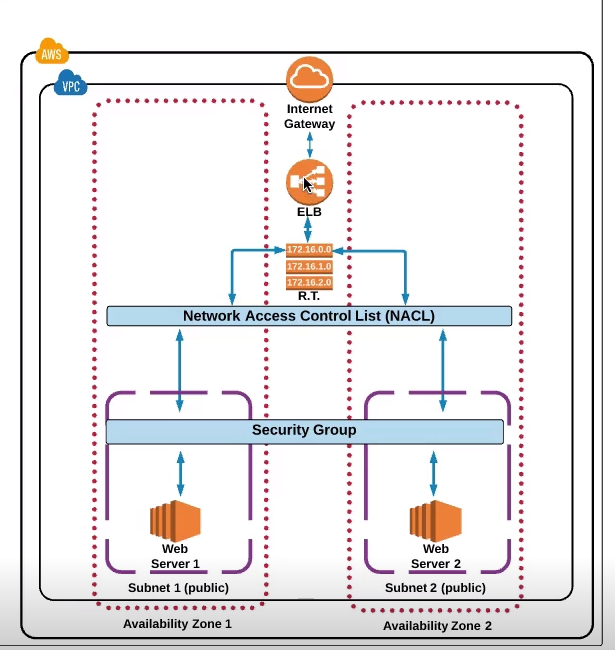 AWS
VPC
Internet
Gateway
ELB
172.16.0.0
172.16.1.0
172.16.2.0
R.T.
Network Access Control List (NACL)
Security Group
Web
Server 1
Web
Server 2
Subnet 1 (public)
Subnet 2 (public)
Availability Zone 1
Availability Zone 2